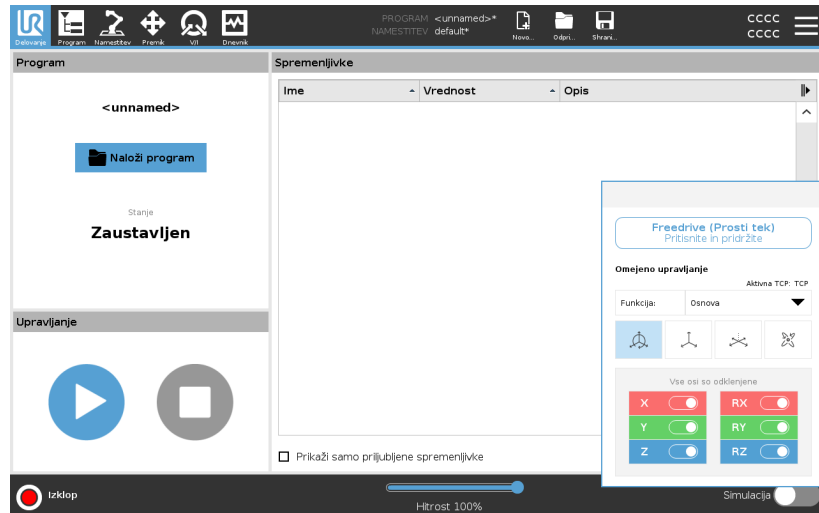 UR
PROGRAM <unnamed>*
NAMESTITEV default*
Delovanje Program Namestitev Premik V/I Dnevnik
Novo... Odpri... Shrani...
CCCC
CCCC
Program
<unnamed>
Naloži program
Stanje
Zaustavljen
Upravljanje
Spremenljivke
Ime Vrednost Opis
Prikaži samo priljubljene spremenljivke
Freedrive (Prosti tek)
Pritisnite in pridržite
Omejeno upravljanje
Aktivna TCP: TCP
Funkcija: Osnova
Vse osi so odklenjene
X RX
Y RY
Z RZ
Izklop
Hitrost 100%
Simulacija